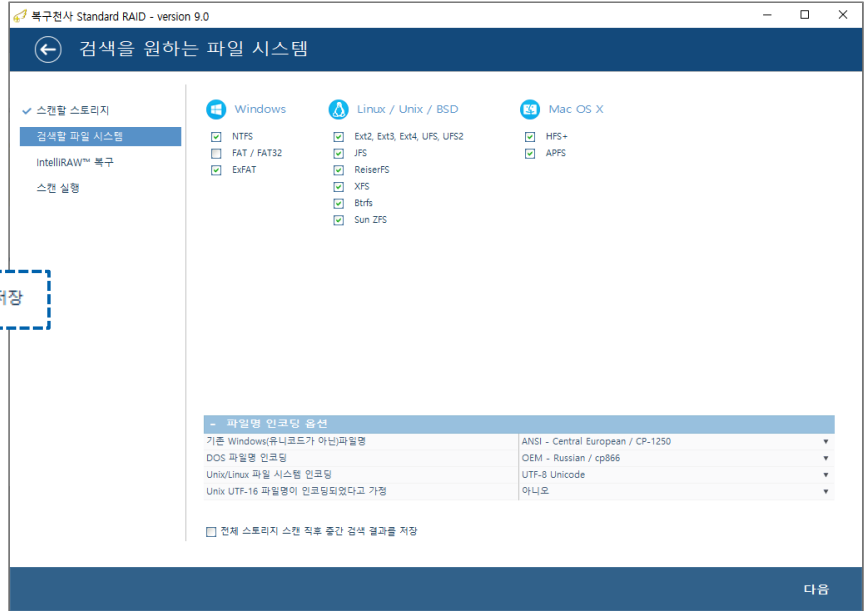 복구천사 Standard RAID - version 9.0
검색을 원하는 파일 시스템
스캔할 스토리지
검색할 파일 시스템
IntelliRAW™ 복구
스캔 실행
Windows
NTFS
FAT / FAT32
ExFAT
Linux / Unix / BSD
Ext2, Ext3, Ext4, UFS, UFS2
JFS
ReiserFS
XFS
Btrfs
Sun ZFS
Mac OS X
HFS+
APFS
저장
- 파일명 인코딩 옵션
기존 Windows(유니코드가 아닌)파일명 ANSI - Central European / CP-1250
DOS 파일명 인코딩 OEM - Russian / cp866
Unix/Linux 파일 시스템 인코딩 UTF-8 Unicode
Unix UTF-16 파일명이 인코딩되었다고 가정 아니오
전체 스토리지 스캔 직후 중간 검색 결과를 저장
다음